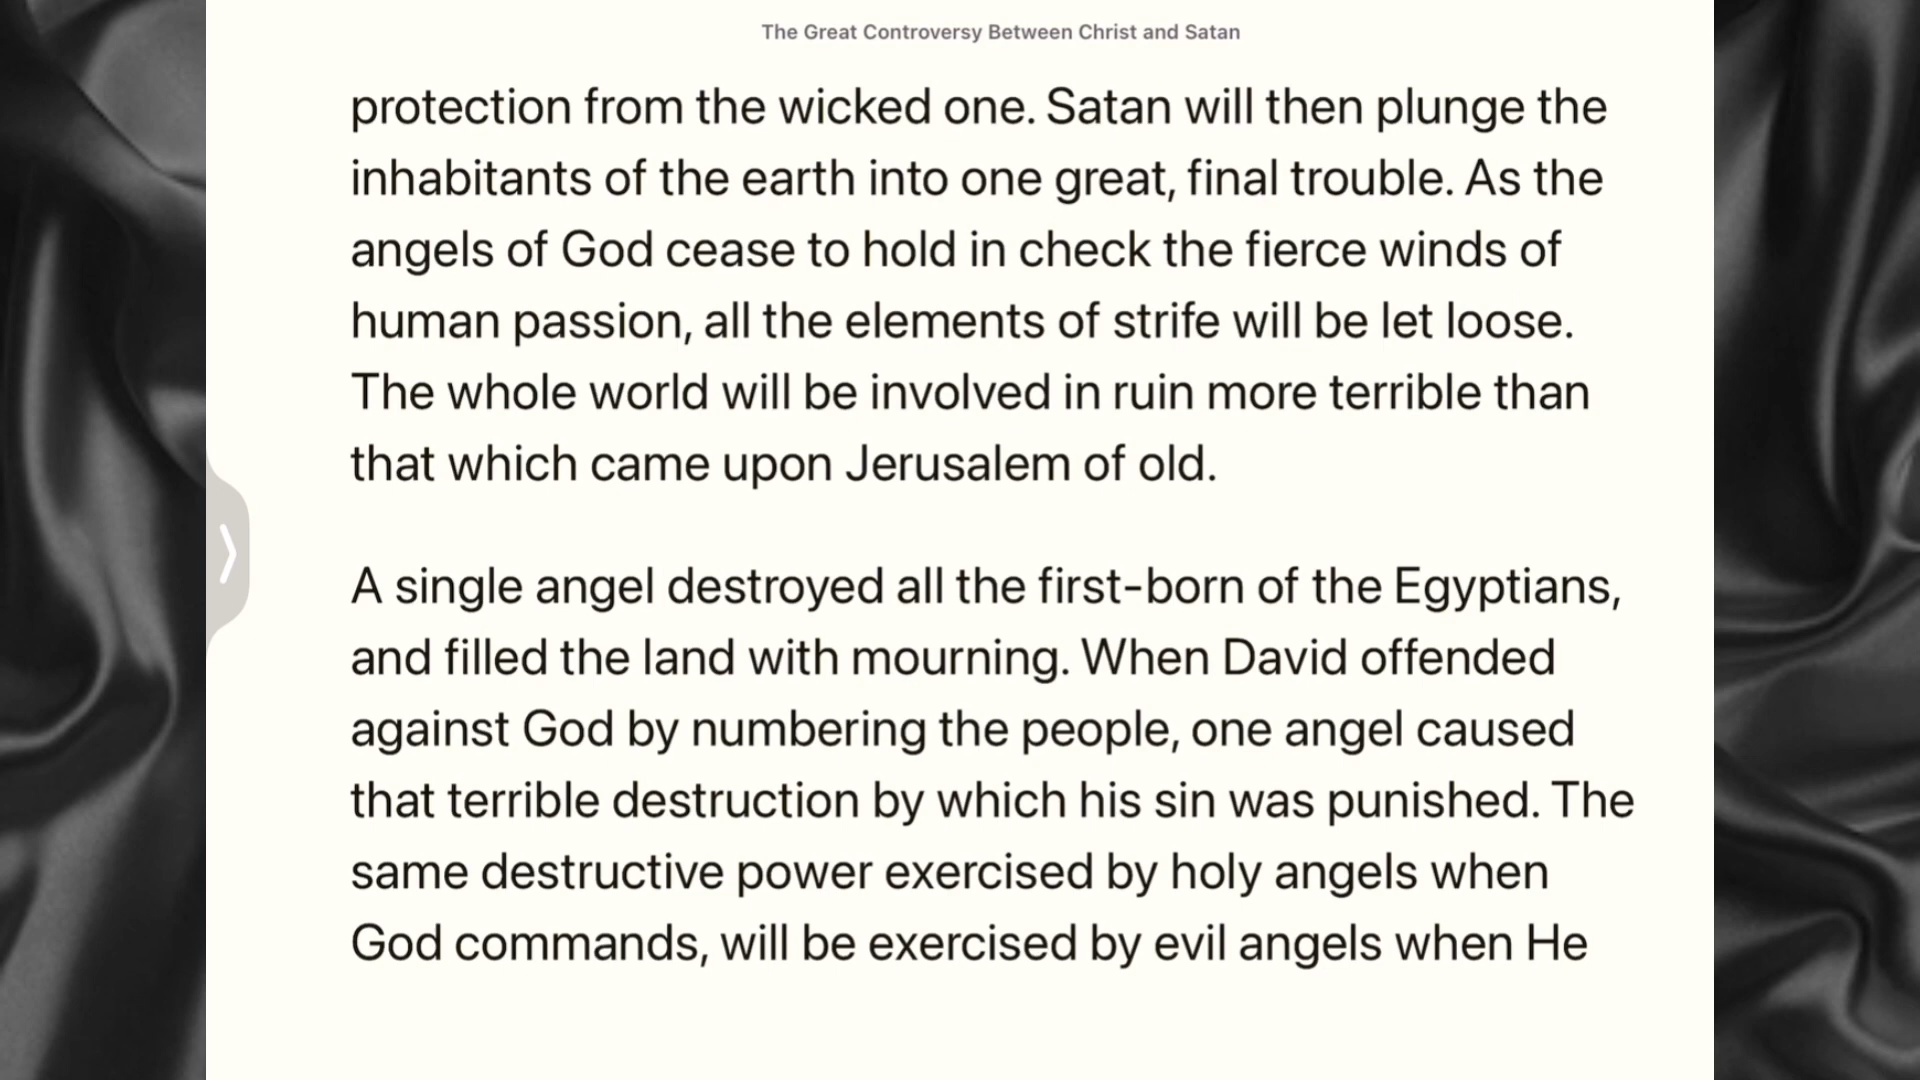 The Great Controversy Between Christ and Satan
protection from the wicked one. Satan will then plunge the
inhabitants of the earth into one great, final trouble. As the
angels of God cease to hold in check the fierce winds of
human passion, all the elements of strife will be let loose.
The whole world will be involved in ruin more terrible than
that which came upon Jerusalem of old.
A single angel destroyed all the first-born of the Egyptians,
and filled the land with mourning. When David offended
against God by numbering the people, one angel caused
that terrible destruction by which his sin was punished. The
same destructive power exercised by holy angels when
God commands, will be exercised by evil angels when He